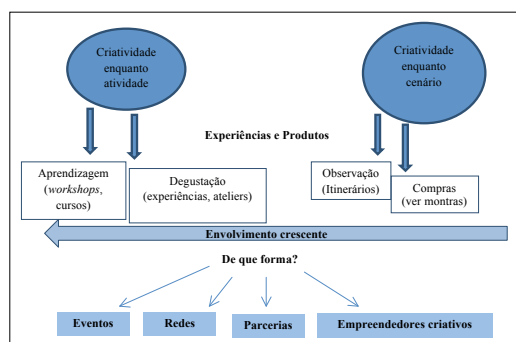 Criatividade
enquanto
atividade
Criatividade
enquanto
cenário
Experiências e Produtos
Aprendizagem
(workshops,
cursos)
Degustação
(experiências, ateliers)
Observação
(Itinerários)
Compras
(ver montras)
Envolvimento crescente
De que forma?
Eventos
Redes
Parcerias
Empreendedores criativos